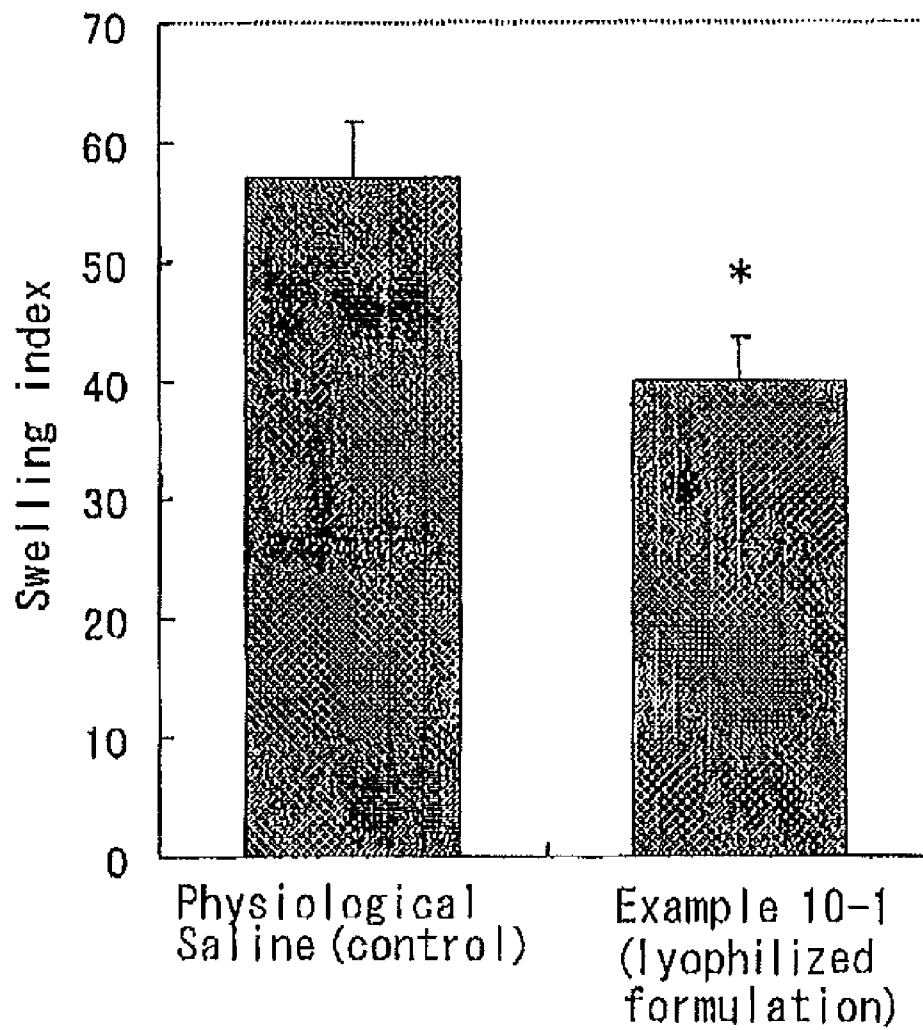 70
60
50
40
30
20
10
0
Swelling index
*
Physiological
Saline (control)
Example 10-1
(lyophilized
formulation)